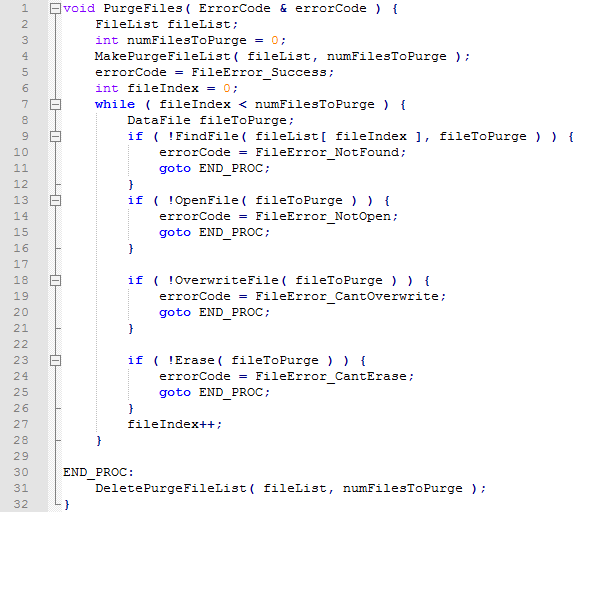 1 void PurgeFiles( ErrorCode & errorCode ) {
2 FileList fileList;
3 int numFilesToPurge = 0;
4 MakePurgeFileList( fileList, numFilesToPurge );
5 errorCode = FileError_Success;
6 int fileIndex = 0;
7 while ( fileIndex < numFilesToPurge ) {
8 DataFile fileToPurge;
9 if ( !FindFile( fileList[ fileIndex ], fileToPurge ) ) {
10 errorCode = FileError_NotFound;
11 goto END_PROC;
12 }
13 if ( !OpenFile( fileToPurge ) ) {
14 errorCode = FileError_NotOpen;
15 goto END_PROC;
16 }
17
18 if ( !OverwriteFile( fileToPurge ) ) {
19 errorCode = FileError_CantOverwrite;
20 goto END_PROC;
21 }
22
23 if ( !Erase( fileToPurge ) ) {
24 errorCode = FileError_CantErase;
25 goto END_PROC;
26 }
27 fileIndex++;
28 }
29
30 END_PROC:
31 DeletePurgeFileList( fileList, numFilesToPurge );
32 }